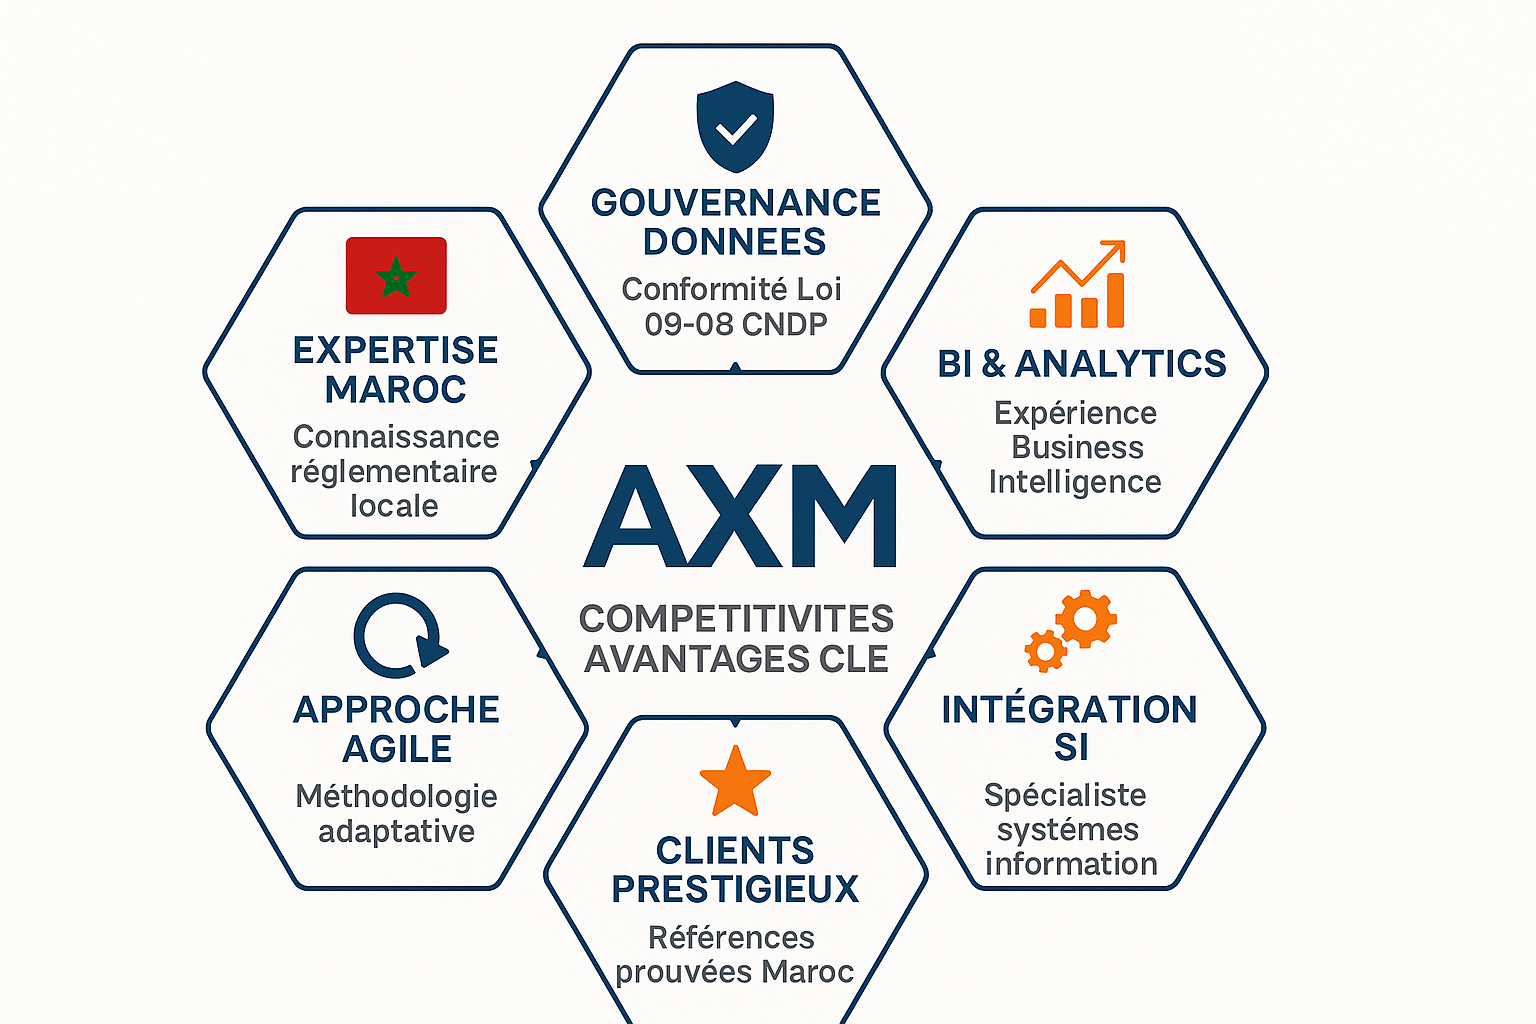 GOUVERNANCE
DONNEES
Conformité Loi
09-08 CNDP
EXPERTISE
MAROC
Connaissance
réglementaire
locale
BI & ANALYTICS
Expérience
Business
Intelligence
AXM
COMPETITIVITES
AVANTAGES CLE
APPROCHE
AGILE
Méthodologie
adaptative
INTÉGRATION
SI
Spécialiste
systémes
information
CLIENTS
PRESTIGIEUX
Références
prouvées Maroc